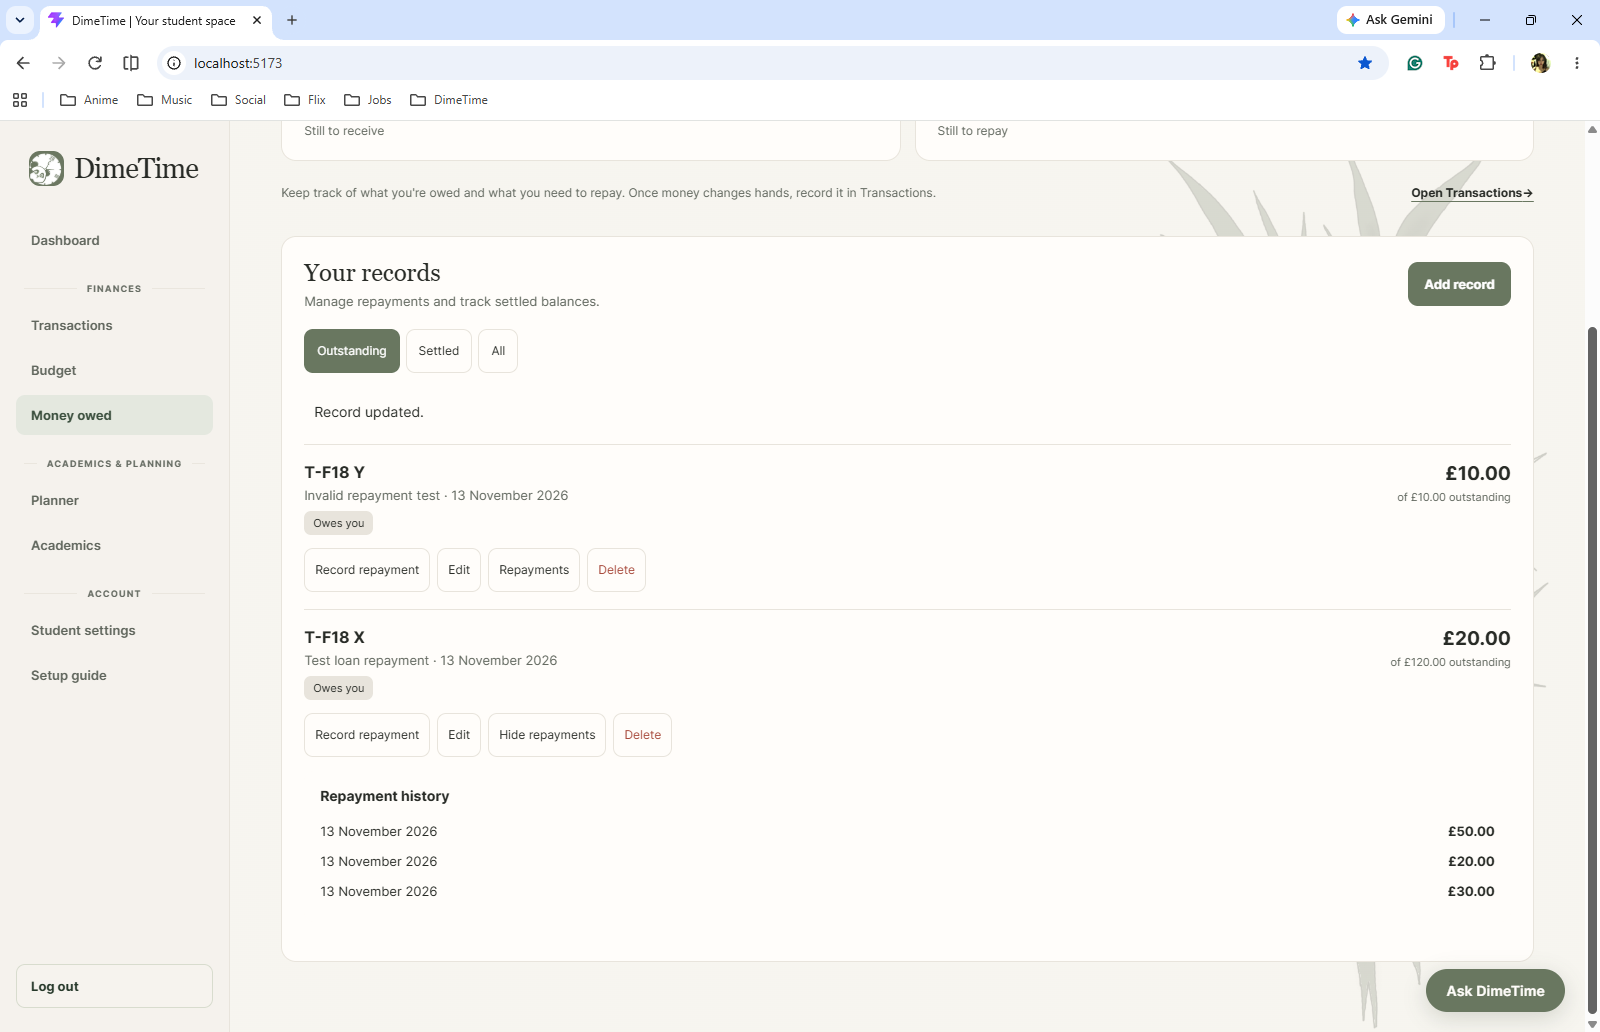 DimeTime | Your student space
Ask Gemini
localhost:5173
Anime
Music
Social
Flix
Jobs
DimeTime
DimeTime
Dashboard
FINANCES
Transactions
Budget
Money owed
ACADEMICS & PLANNING
Planner
Academics
ACCOUNT
Student settings
Setup guide
Log out
Still to receive
Still to repay
Keep track of what you're owed and what you need to repay. Once money changes hands, record it in Transactions.
Open Transactions→
Your records
Manage repayments and track settled balances.
Add record
Outstanding
Settled
All
Record updated.
T-F18 Y
£10.00
Invalid repayment test · 13 November 2026
of £10.00 outstanding
Owes you
Record repayment
Edit
Repayments
Delete
T-F18 X
£20.00
Test loan repayment · 13 November 2026
of £120.00 outstanding
Owes you
Record repayment
Edit
Hide repayments
Delete
Repayment history
13 November 2026 £50.00
13 November 2026 £20.00
13 November 2026 £30.00
Ask DimeTime